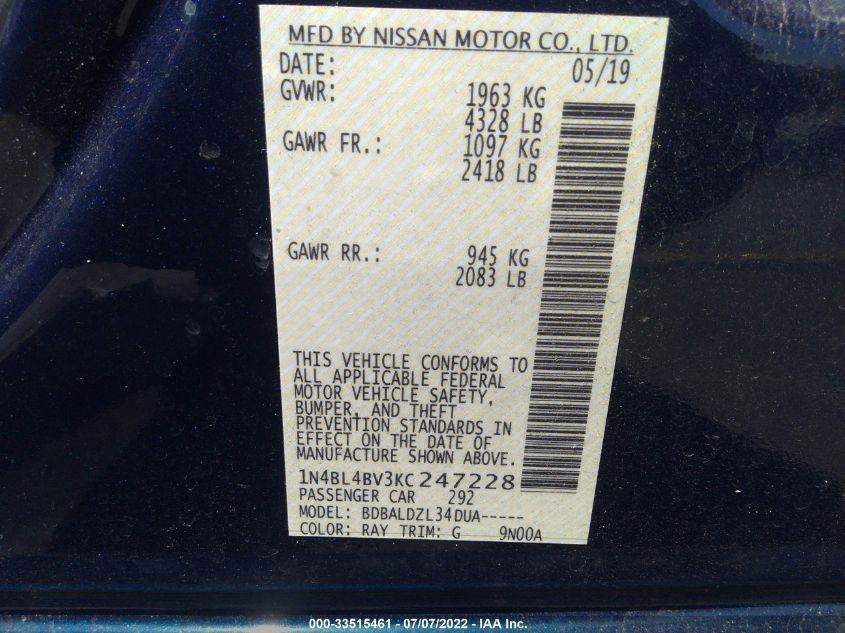 MFD BY NISSAN MOTOR CO., LTD.
DATE: 05/19
GVWR: 1963 KG
4328 LB
GAWR FR.: 1097 KG
2418 LB
GAWR RR.: 945 KG
2083 LB
THIS VEHICLE CONFORMS TO
ALL APPLICABLE FEDERAL
MOTOR VEHICLE SAFETY,
BUMPER, AND THEFT
PREVENTION STANDARDS IN
EFFECT ON THE DATE OF
MANUFACTURE SHOWN ABOVE.
1N4BL4BV3KC247228
PASSENGER CAR 292
MODEL: BDBALDZL34DUA-----
COLOR: RAY TRIM: G 9N00A
000-33515461 - 07/07/2022 - IAA Inc.